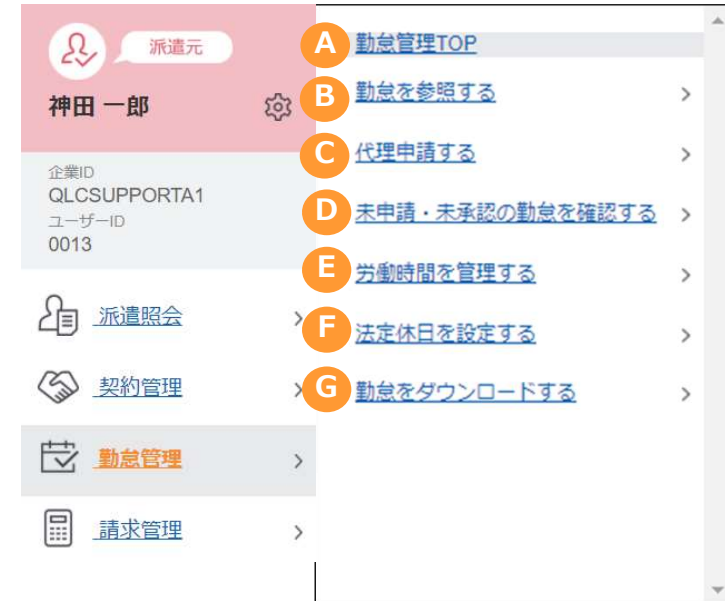 派遣元
神田 一郎
企業ID
QLCSUPPORTA1
ユーザーID
0013
派遣照会
契約管理
勤怠管理
請求管理
A 勤怠管理TOP
B 勤怠を参照する
C 代理申請する
D 未申請・未承認の勤怠を確認する
E 労働時間を管理する
F 法定休日を設定する
G 勤怠をダウンロードする